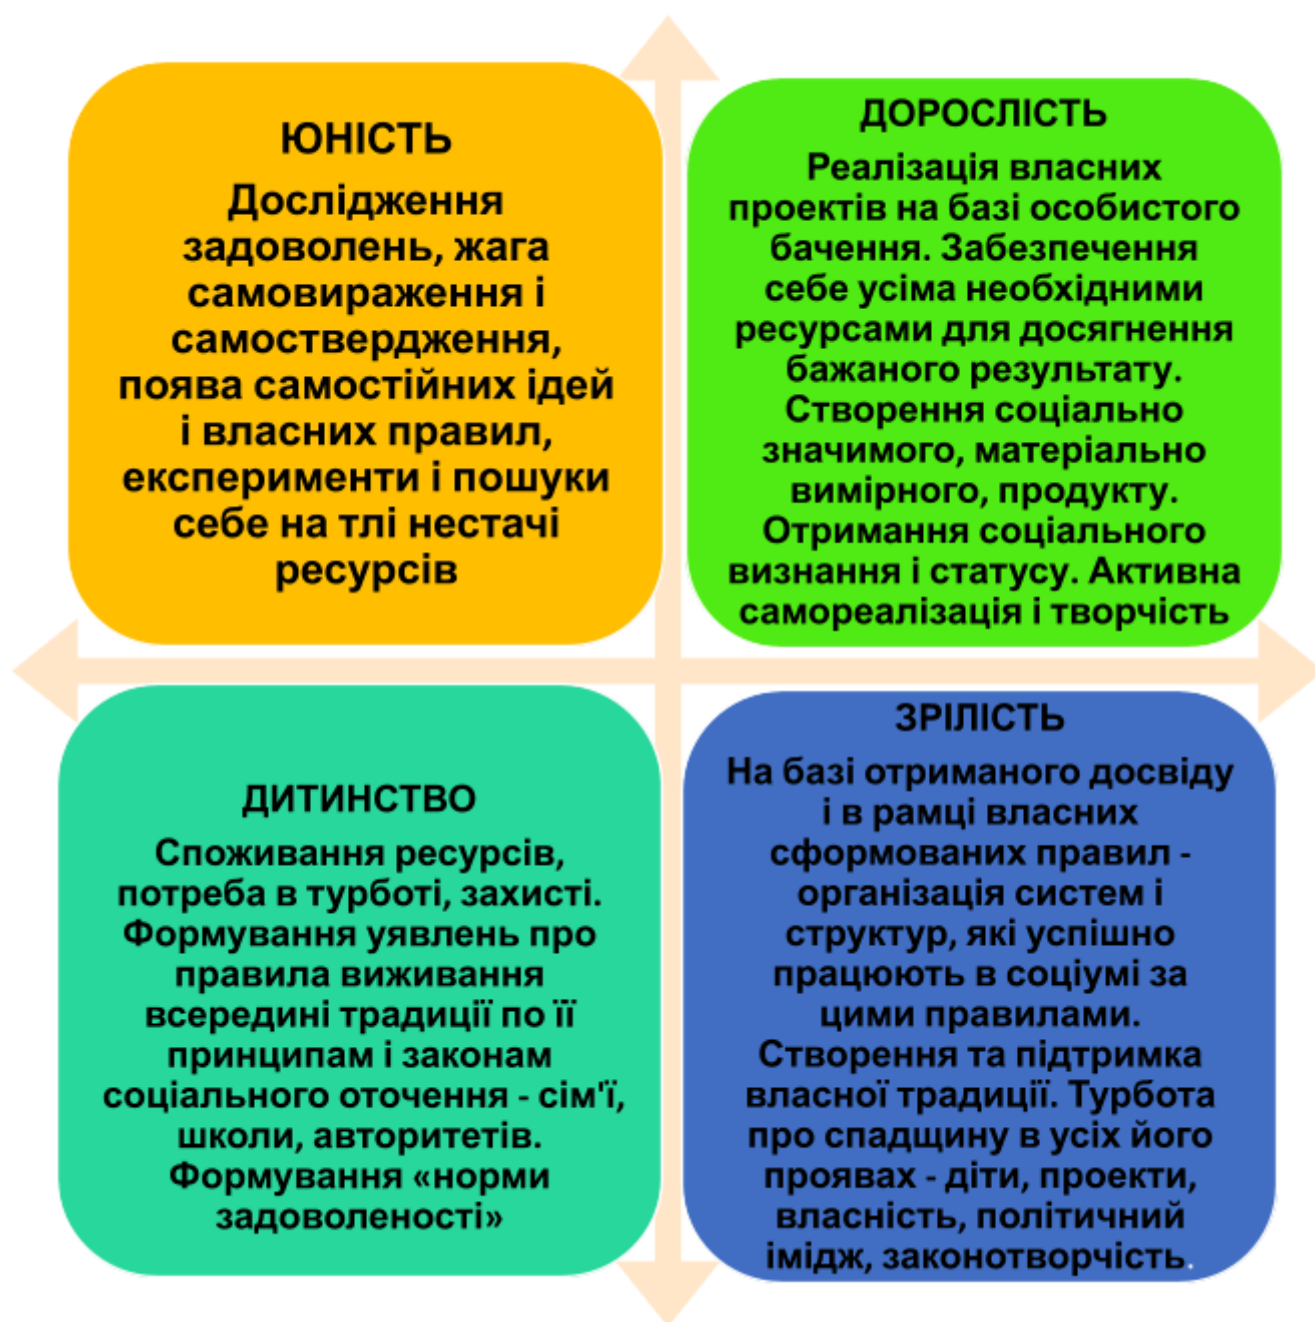 ЮНІСТЬ
Дослідження
задоволень, жага
самовираження і
самоствердження,
поява самостійних ідей
і власних правил,
експерименти і пошуки
себе на тлі нестачі
ресурсів
ДОРОСЛІСТЬ
Реалізація власних
проектів на базі особистого
бачення. Забезпечення
себе усіма необхідними
ресурсами для досягнення
бажаного результату.
Створення соціально
значимого, матеріально
вимірного, продукту.
Отримання соціального
визнання і статусу. Активна
самореалізація і творчість
ДИТИНСТВО
Споживання ресурсів,
потреба в турботі, захисті.
Формування уявлень про
правила виживання
всередині традиції по її
принципам і законам
соціального оточення - сім'ї,
школи, авторитетів.
Формування «норми
задоволеності»
ЗРІЛІСТЬ
На базі отриманого досвіду
і в рамці власних
сформованих правил -
організація систем і
структур, які успішно
працюють в соціумі за
цими правилами.
Створення та підтримка
власної традиції. Турбота
про спадщину в усіх його
проявах - діти, проекти,
власність, політичний
імідж, законотворчість.